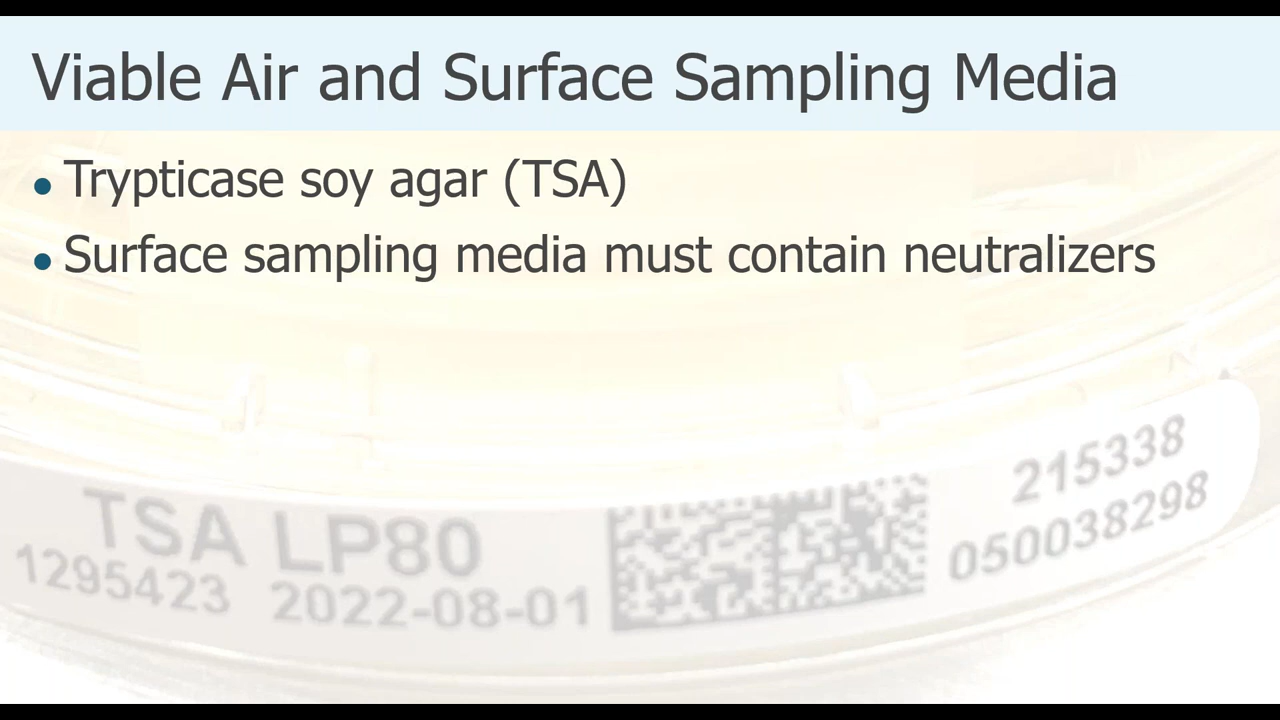 Viable Air and Surface Sampling Media
• Trypticase soy agar (TSA)
• Surface sampling media must contain neutralizers
TSA LP80 215338
1295423 2022-08-01 050038298